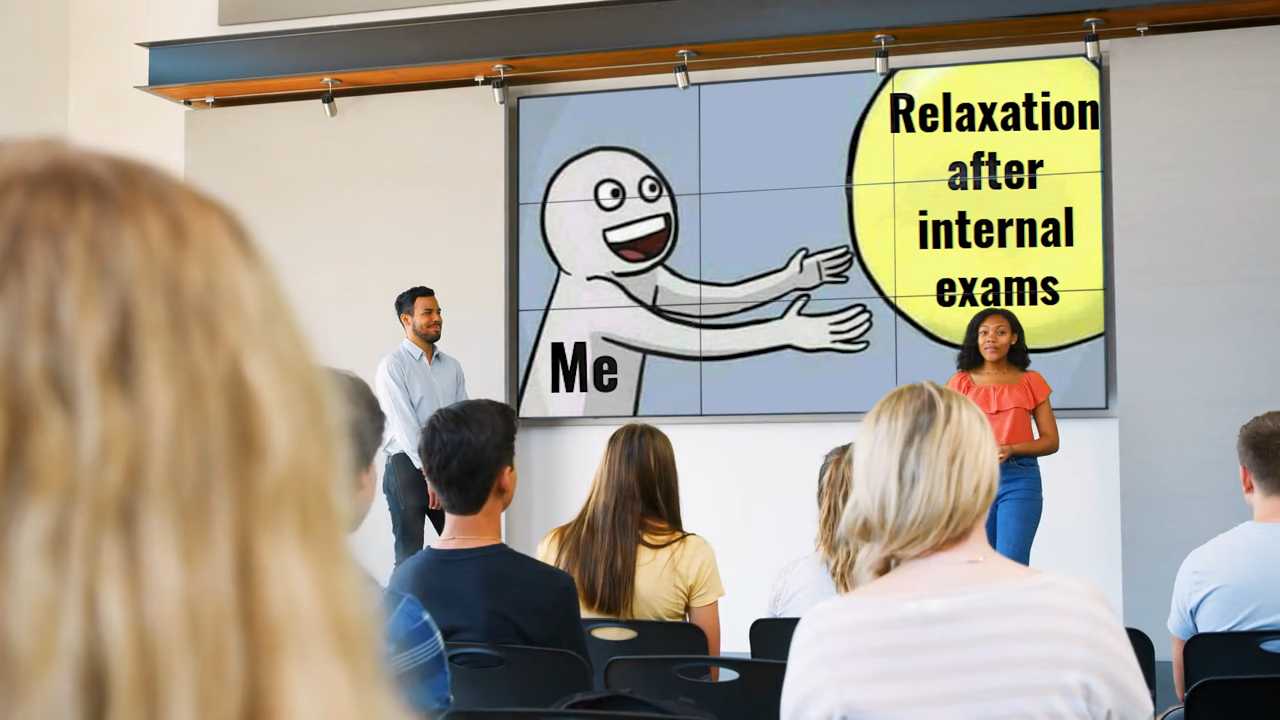 Me
Relaxation
after
internal
exams